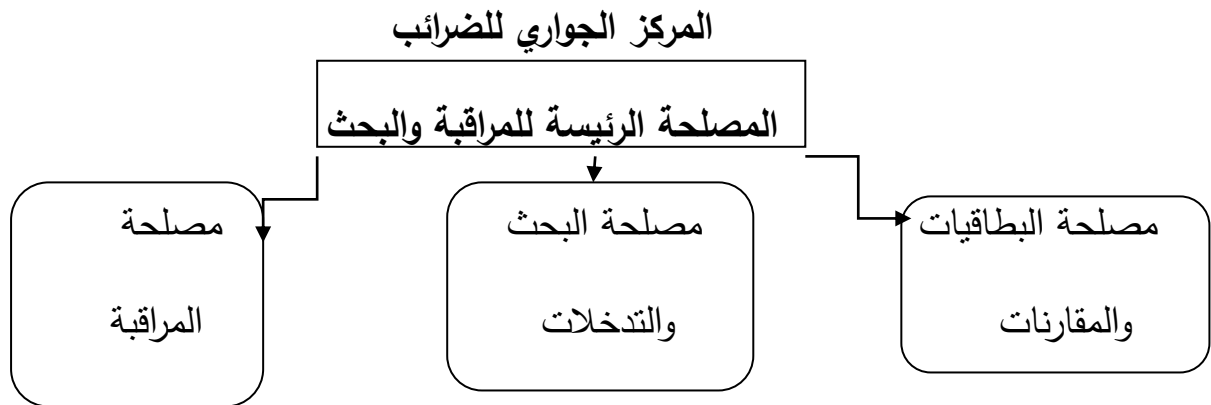 المركز الجواري للضرائب
المصلحة الرئيسة للمراقبة والبحث
مصلحة البطاقيات
والمقارنات
مصلحة البحث
والتدخلات
مصلحة
المراقبة